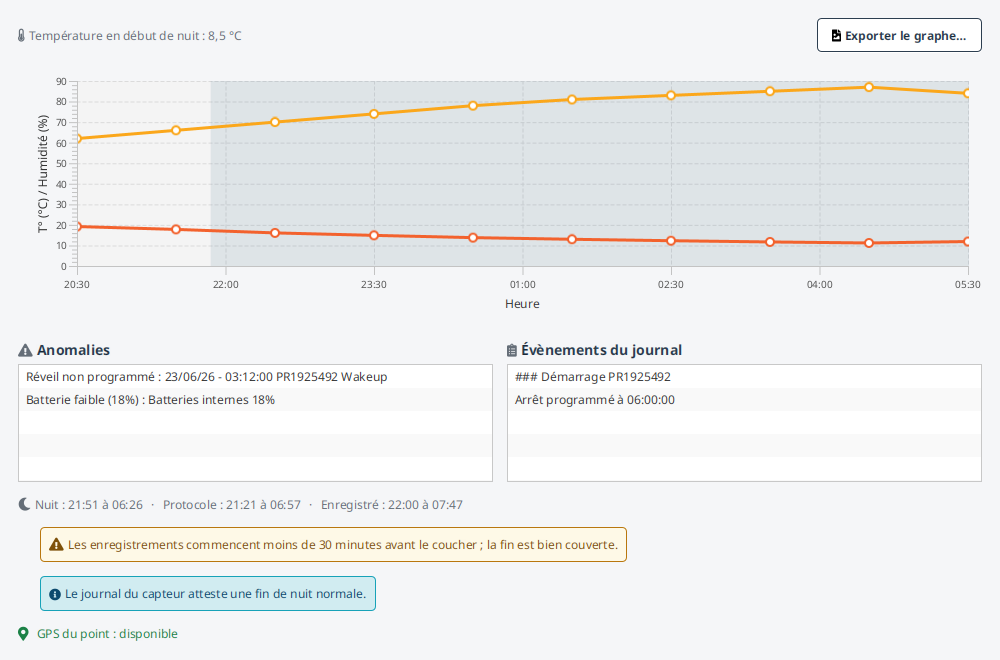 Température en début de nuit : 8,5 °C
Exporter le graphe...
T° (°C) / Humidité (%)
90
80
70
60
50
40
30
20
10
0
20:30 22:00 23:30 01:00 02:30 04:00 05:30
Heure
Anomalies
Réveil non programmé : 23/06/26 - 03:12:00 PR1925492 Wakeup
Batterie faible (18%) : Batteries internes 18%
Évènements du journal
### Démarrage PR1925492
Arrêt programmé à 06:00:00
Nuit : 21:51 à 06:26 · Protocole : 21:21 à 06:57 · Enregistré : 22:00 à 07:47
Les enregistrements commencent moins de 30 minutes avant le coucher ; la fin est bien couverte.
Le journal du capteur atteste une fin de nuit normale.
GPS du point : disponible